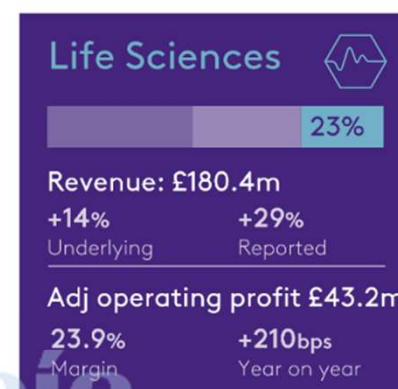 Life Sciences
23%
Revenue: £180.4m
+14% +29%
Underlying Reported
Adj operating profit £43.2m
23.9% +210bps
Margin Year on year